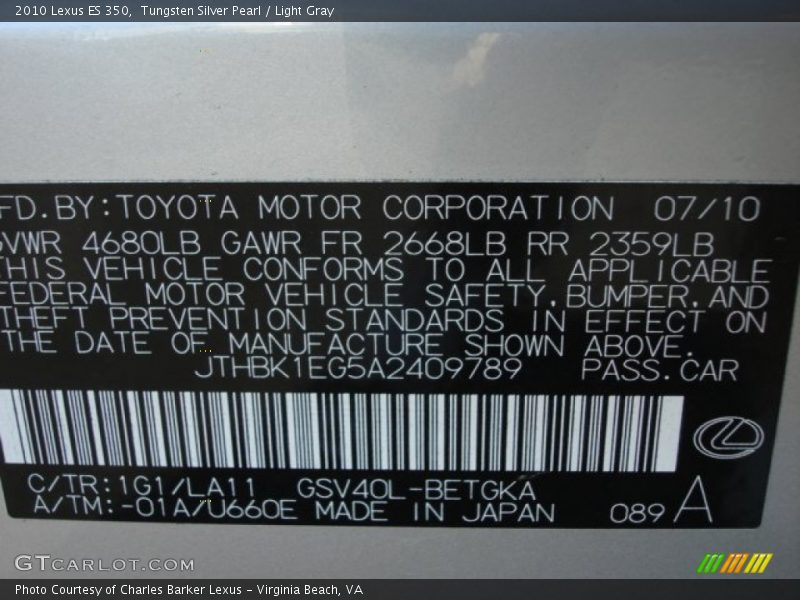 2010 Lexus ES 350, Tungsten Silver Pearl / Light Gray
FD.BY:TOYOTA MOTOR CORPORATION 07/10
GVWR 4680LB GAWR FR 2668LB RR 2359LB
THIS VEHICLE CONFORMS TO ALL APPLICABLE
FEDERAL MOTOR VEHICLE SAFETY,BUMPER,AND
THEFT PREVENTION STANDARDS IN EFFECT ON
THE DATE OF MANUFACTURE SHOWN ABOVE.
JTHBK1EG5A2409789 PASS.CAR
C/TR:1G1/LA11 GSV40L-BETGKA
A/TM:-01A/U660E MADE IN JAPAN 089 A
GTCARLOT.COM
Photo Courtesy of Charles Barker Lexus - Virginia Beach, VA